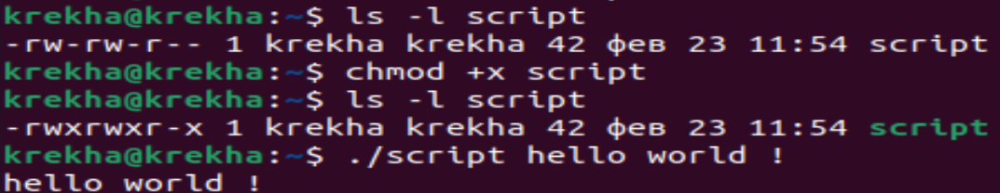 krekha@krekha:~$ ls -l script
-rw-rw-r-- 1 krekha krekha 42 фев 23 11:54 script
krekha@krekha:~$ chmod +x script
krekha@krekha:~$ ls -l script
-rwxrwxr-x 1 krekha krekha 42 фев 23 11:54 script
krekha@krekha:~$ ./script hello world !
hello world !